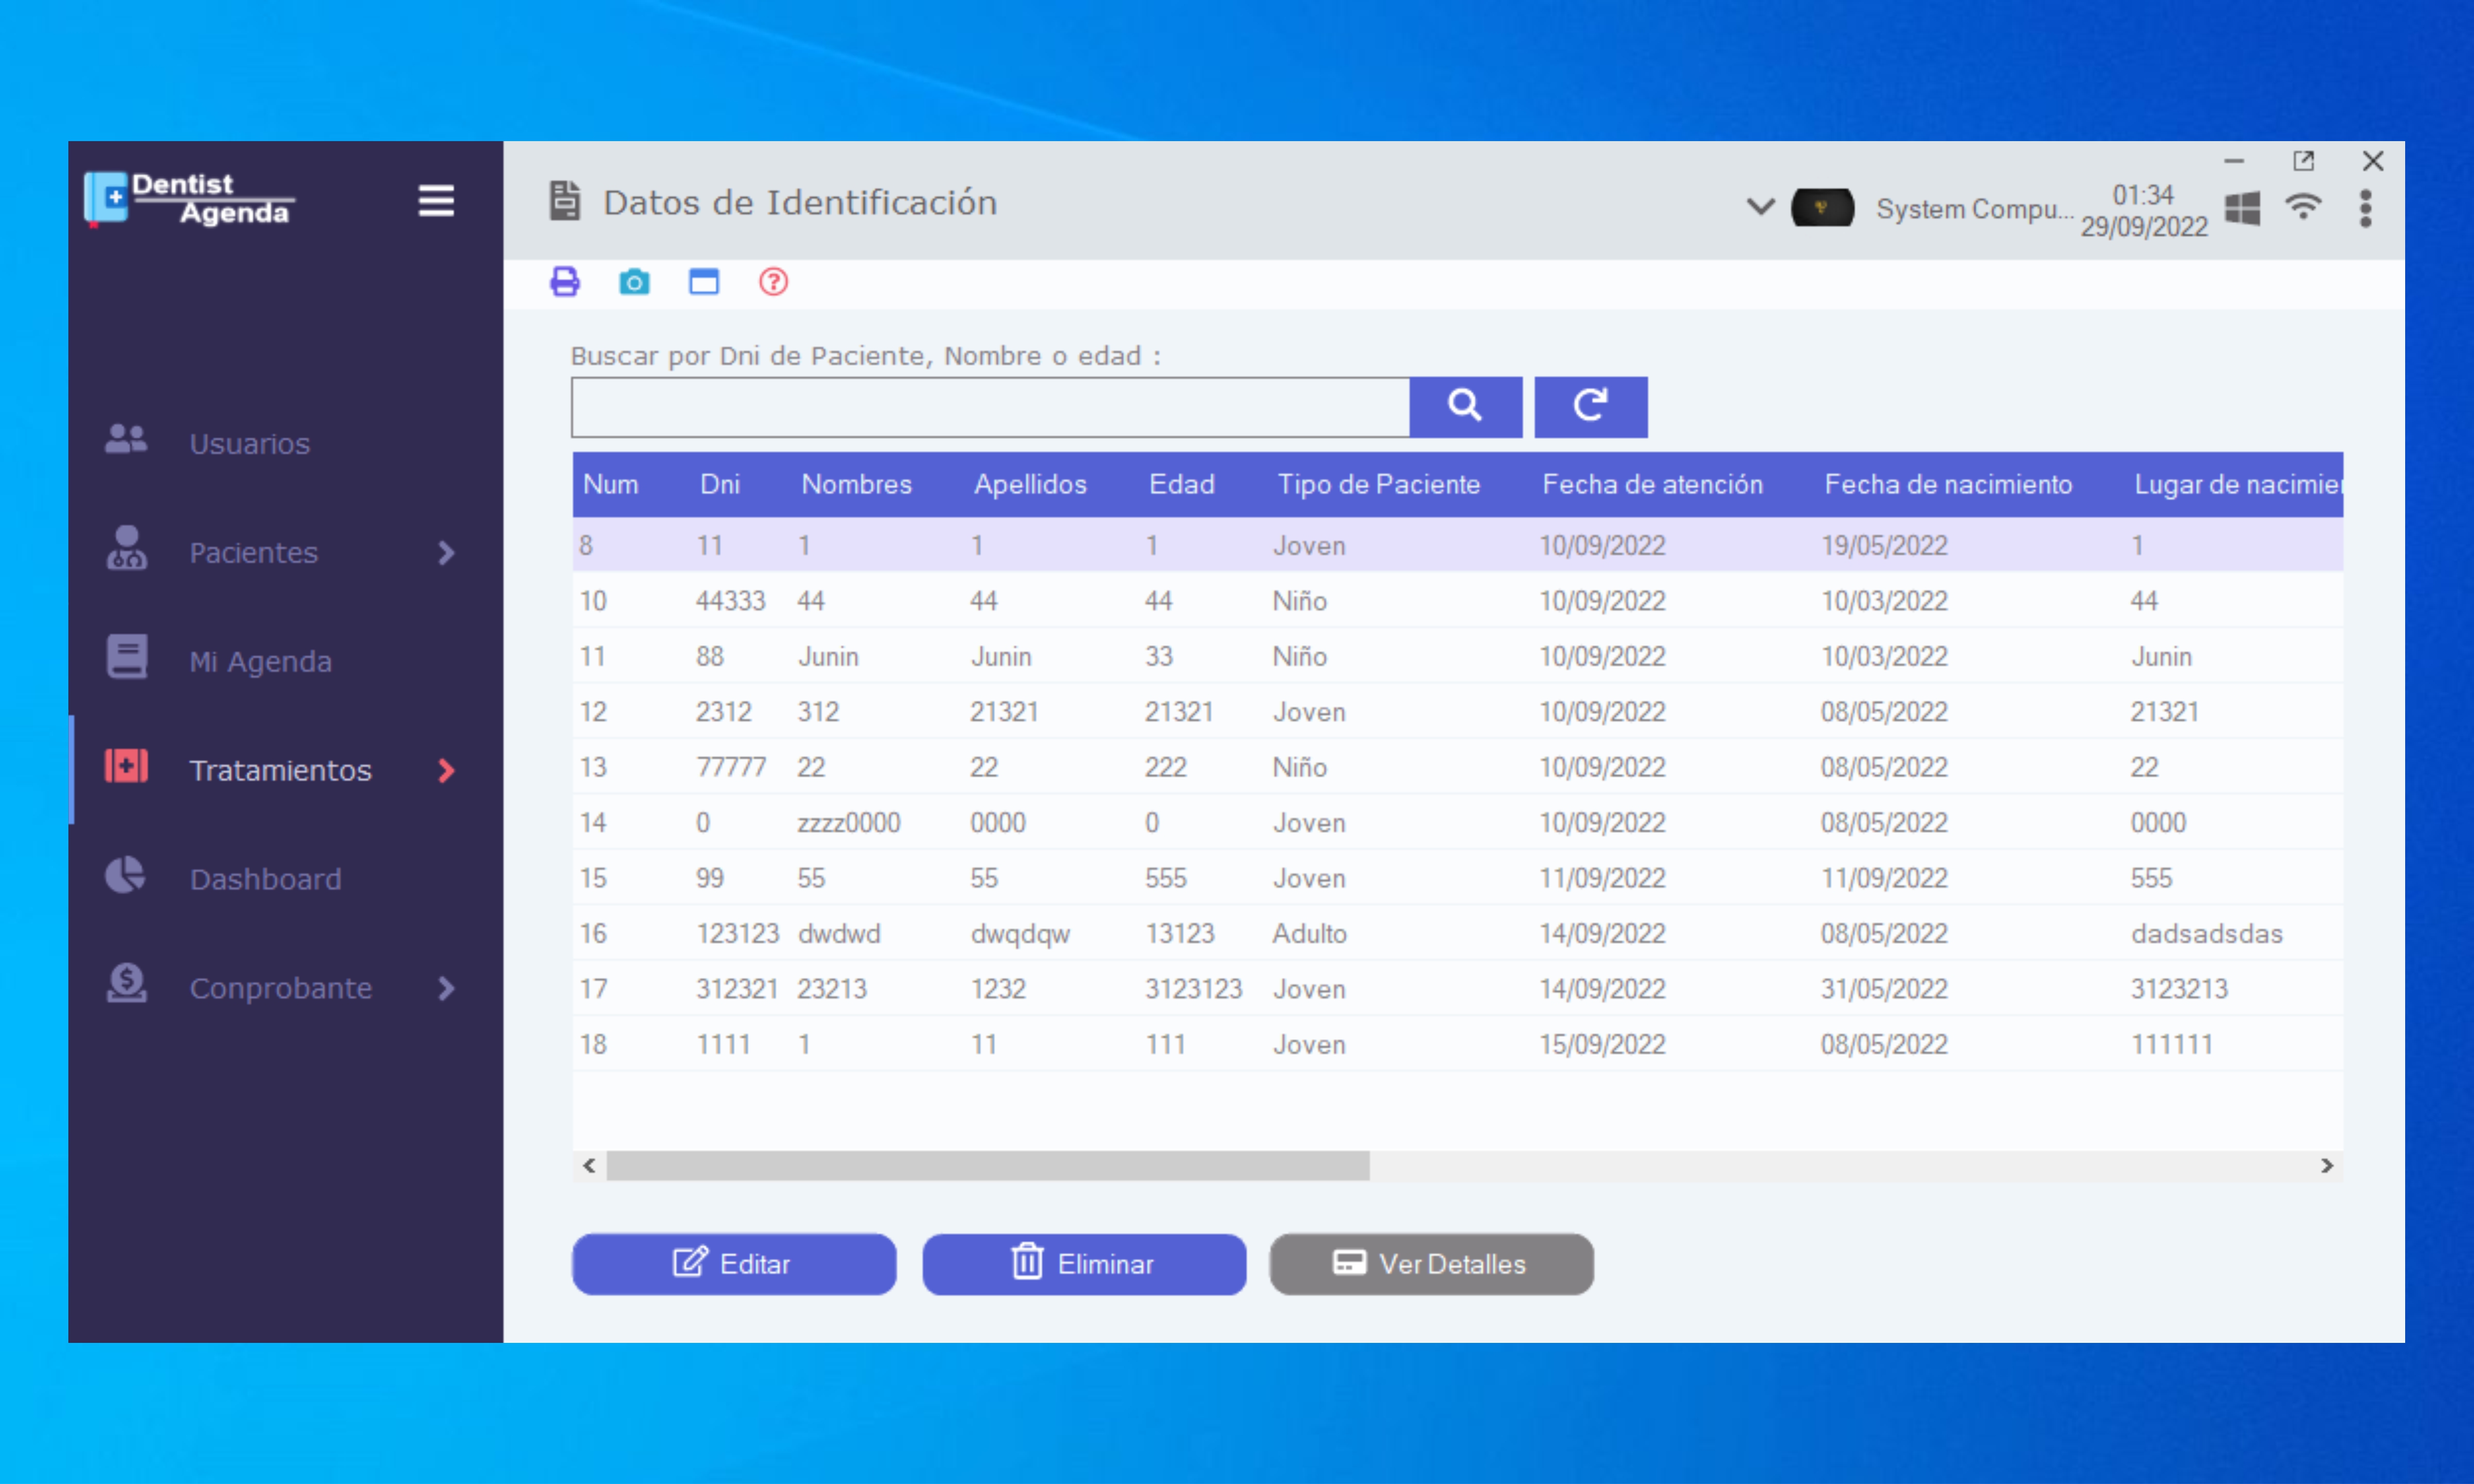 Dentist
Agenda
Datos de Identificación
System Compu...
01:34
29/09/2022
Buscar por Dni de Paciente, Nombre o edad :
Usuarios
Pacientes
Mi Agenda
Tratamientos
Dashboard
Conprobante
Num Dni Nombres Apellidos Edad Tipo de Paciente Fecha de atención Fecha de nacimiento Lugar de nacimie
8 11 1 1 1 Joven 10/09/2022 19/05/2022 1
10 44333 44 44 44 Niño 10/09/2022 10/03/2022 44
11 88 Junin Junin 33 Niño 10/09/2022 10/03/2022 Junin
12 2312 312 21321 21321 Joven 10/09/2022 08/05/2022 21321
13 77777 22 22 222 Niño 10/09/2022 08/05/2022 22
14 0 zzzz0000 0000 0 Joven 10/09/2022 08/05/2022 0000
15 99 55 55 555 Joven 11/09/2022 11/09/2022 555
16 123123 dwdwd dwqdqw 13123 Adulto 14/09/2022 08/05/2022 dadsadsdas
17 312321 23213 1232 3123123 Joven 14/09/2022 31/05/2022 3123213
18 1111 1 11 111 Joven 15/09/2022 08/05/2022 111111
Editar
Eliminar
Ver Detalles